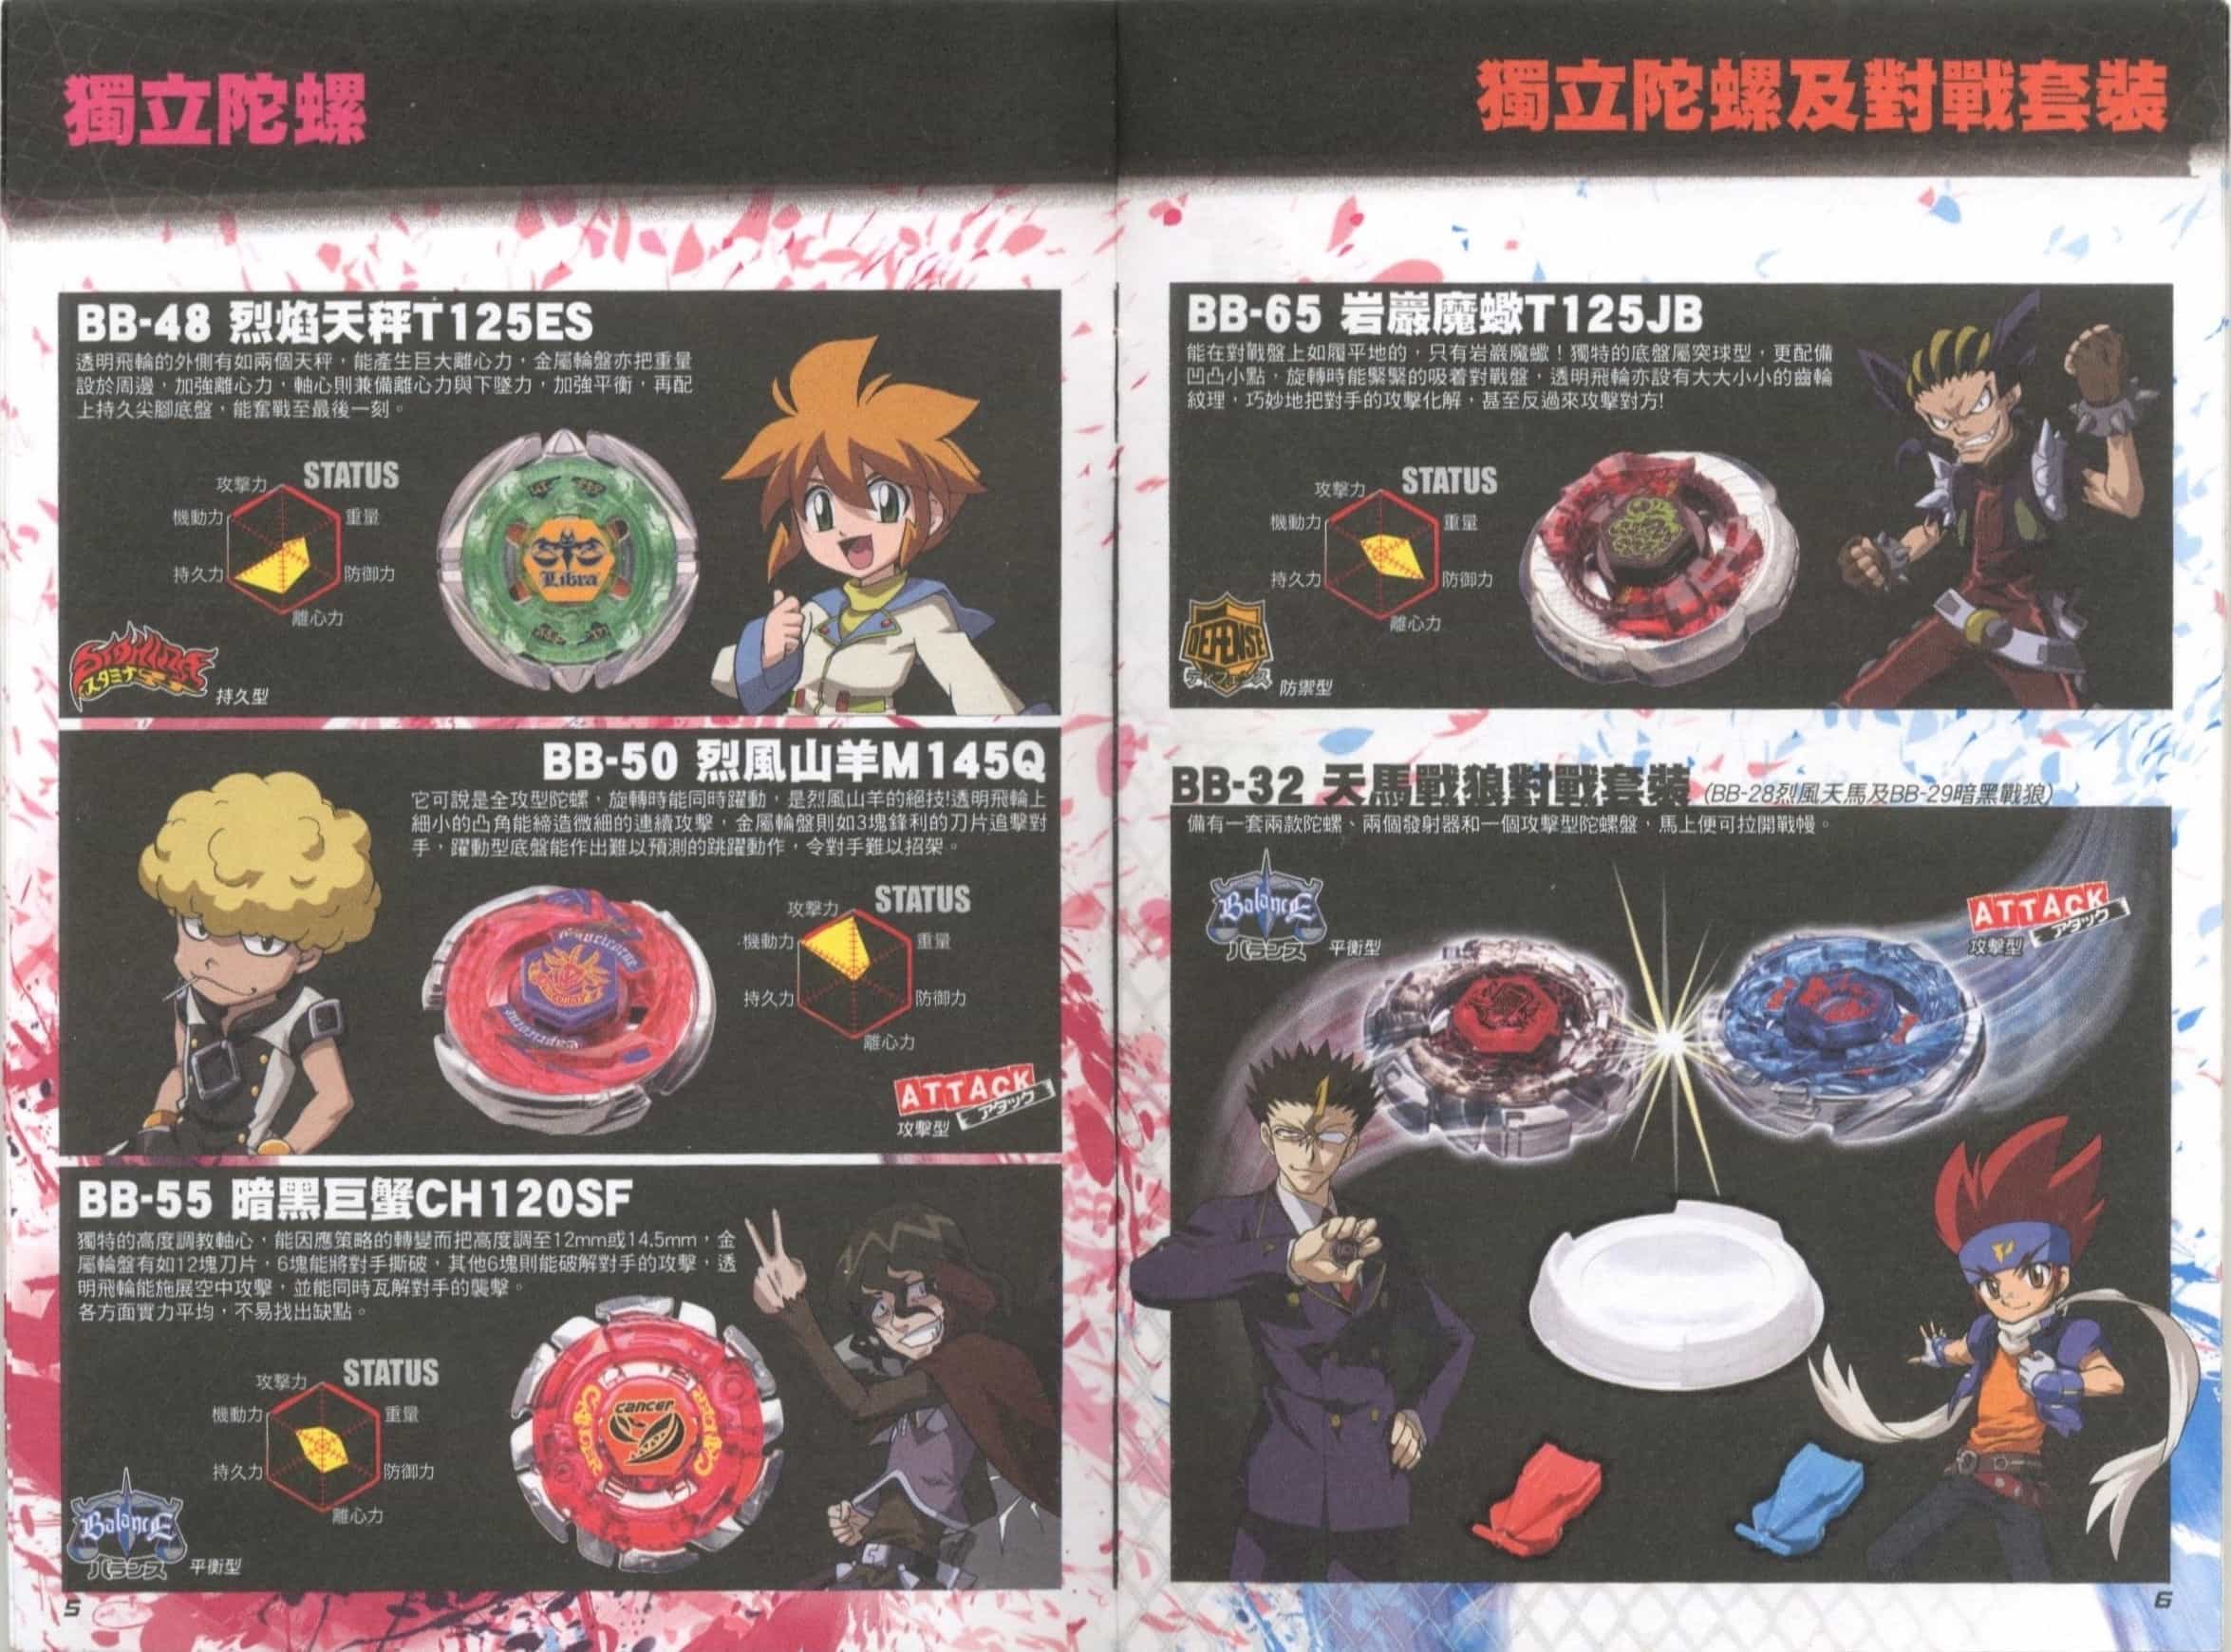 獨立陀螺
BB-48 烈焰天秤T125ES
透明飛輪的外側有如兩個天秤，能產生巨大離心力，金屬輪盤亦把重量
設於周邊，加強離心力，軸心則兼備離心力與下墜力，加強平衡，再配
上持久尖腳底盤，能奮戰至最後一刻。
STATUS
攻擊力
機動力
重量
持久力
防御力
離心力
Libra
スタミナ
持久型
BB-50 烈風山羊M145Q
它可說是全攻型陀螺，旋轉時能同時躍動，是烈風山羊的絕技!透明飛輪上
細小的凸角能締造微細的連續攻擊，金屬輪盤則如3塊鋒利的刀片追擊對
手，躍動型底盤能作出難以預測的跳躍動作，令對手難以招架。
STATUS
攻擊力
機動力
重量
持久力
防御力
離心力
Capricorne
Capricorne
ATTACK
アタック
攻擊型
BB-55 暗黑巨蟹CH120SF
獨特的高度調教軸心，能因應策略的轉變而把高度調至12mm或14.5mm，金
屬輪盤有如12塊刀片，6塊能將對手撕破，其他6塊則能破解對手的攻擊，透
明飛輪能施展空中攻擊，並能同時瓦解對手的襲擊。
各方面實力平均，不易找出缺點。
STATUS
攻擊力
機動力
重量
持久力
防御力
離心力
cancer
Balance
バランス
平衡型
5
獨立陀螺及對戰套裝
BB-65 岩巖魔蠍T125JB
能在對戰盤上如履平地的，只有岩巖魔蠍！獨特的底盤屬突球型，更配備
凹凸小點，旋轉時能緊緊的吸着對戰盤，透明飛輪亦設有大大小小的齒輪
紋理，巧妙地把對手的攻擊化解，甚至反過來攻擊對方!
STATUS
攻擊力
機動力
重量
持久力
防御力
離心力
DEFENSE
ディフェンス
防禦型
BB-32 天馬戰狼對戰套裝 (BB-28烈風天馬及BB-29暗黑戰狼)
備有一套兩款陀螺、兩個發射器和一個攻擊型陀螺盤，馬上便可拉開戰幔。
Balance
バランス
平衡型
ATTACK
アタック
攻擊型
6